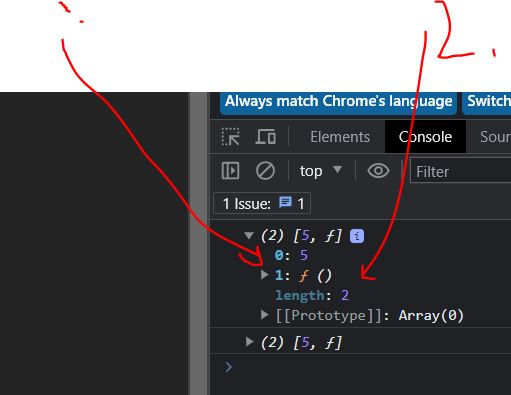 2.
Always match Chrome's language Switch
Elements Console Sour
top Filter
1 Issue: 1
(2) [5, ƒ] i
0: 5
1: ƒ ()
length: 2
[[Prototype]]: Array(0)
(2) [5, ƒ]